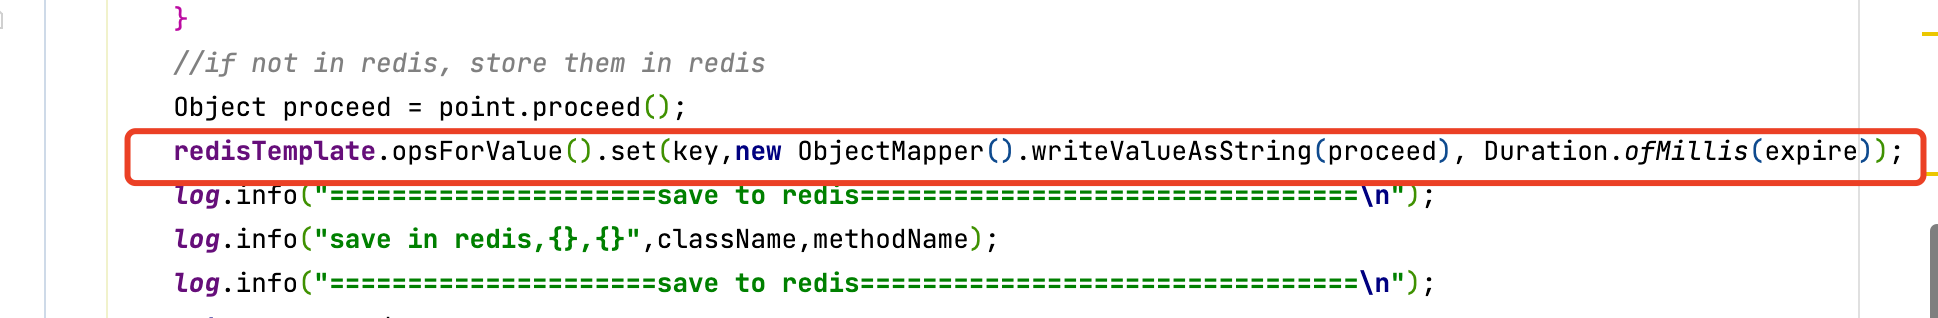 }
//if not in redis, store them in redis
Object proceed = point.proceed();
redisTemplate.opsForValue().set(key,new ObjectMapper().writeValueAsString(proceed), Duration.ofMillis(expire));
log.info("=====================save to redis================================\n");
log.info("save in redis,{},{}",className,methodName);
log.info("=====================save to redis================================\n");